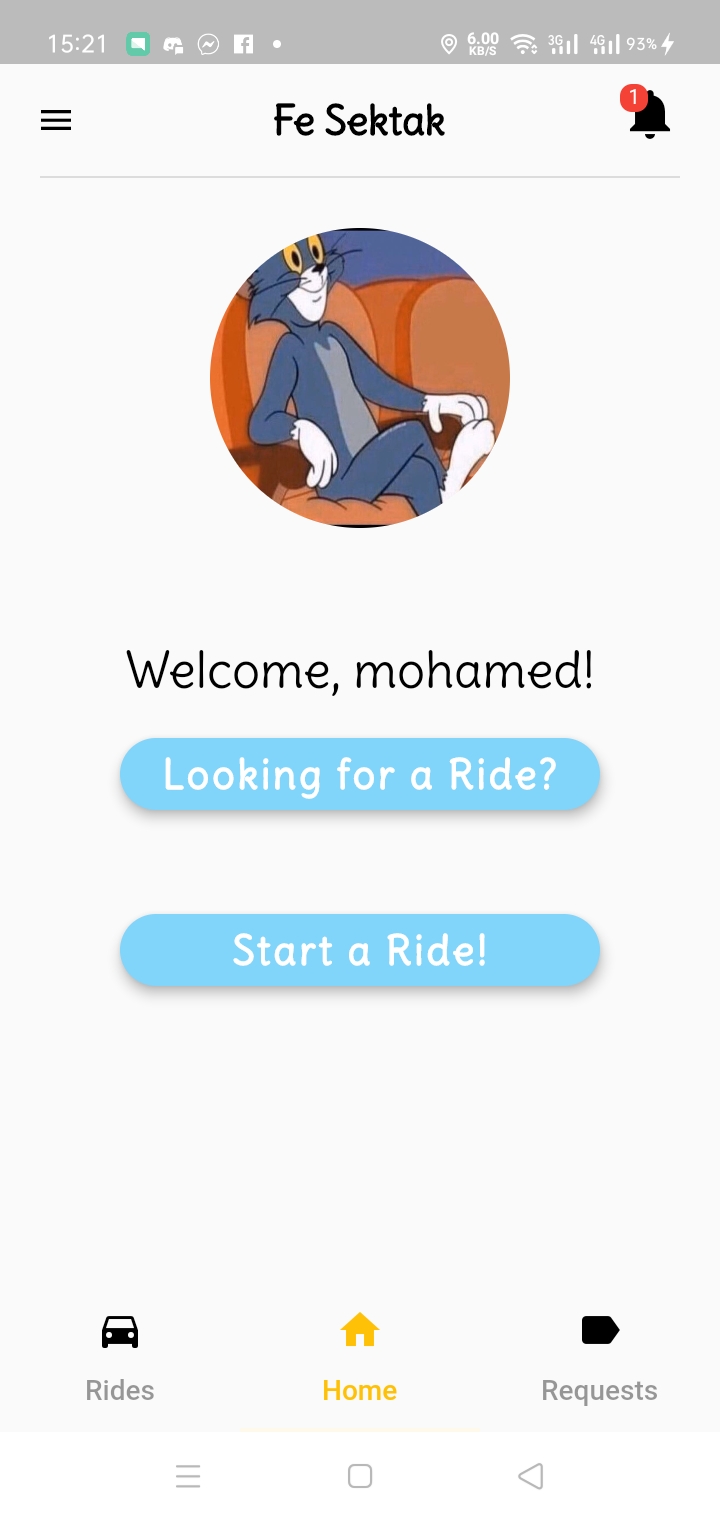 15:21 6.00 KB/S 3G 4G 93%
Fe Sektak
1
Welcome, mohamed!
Looking for a Ride?
Start a Ride!
Rides Home Requests